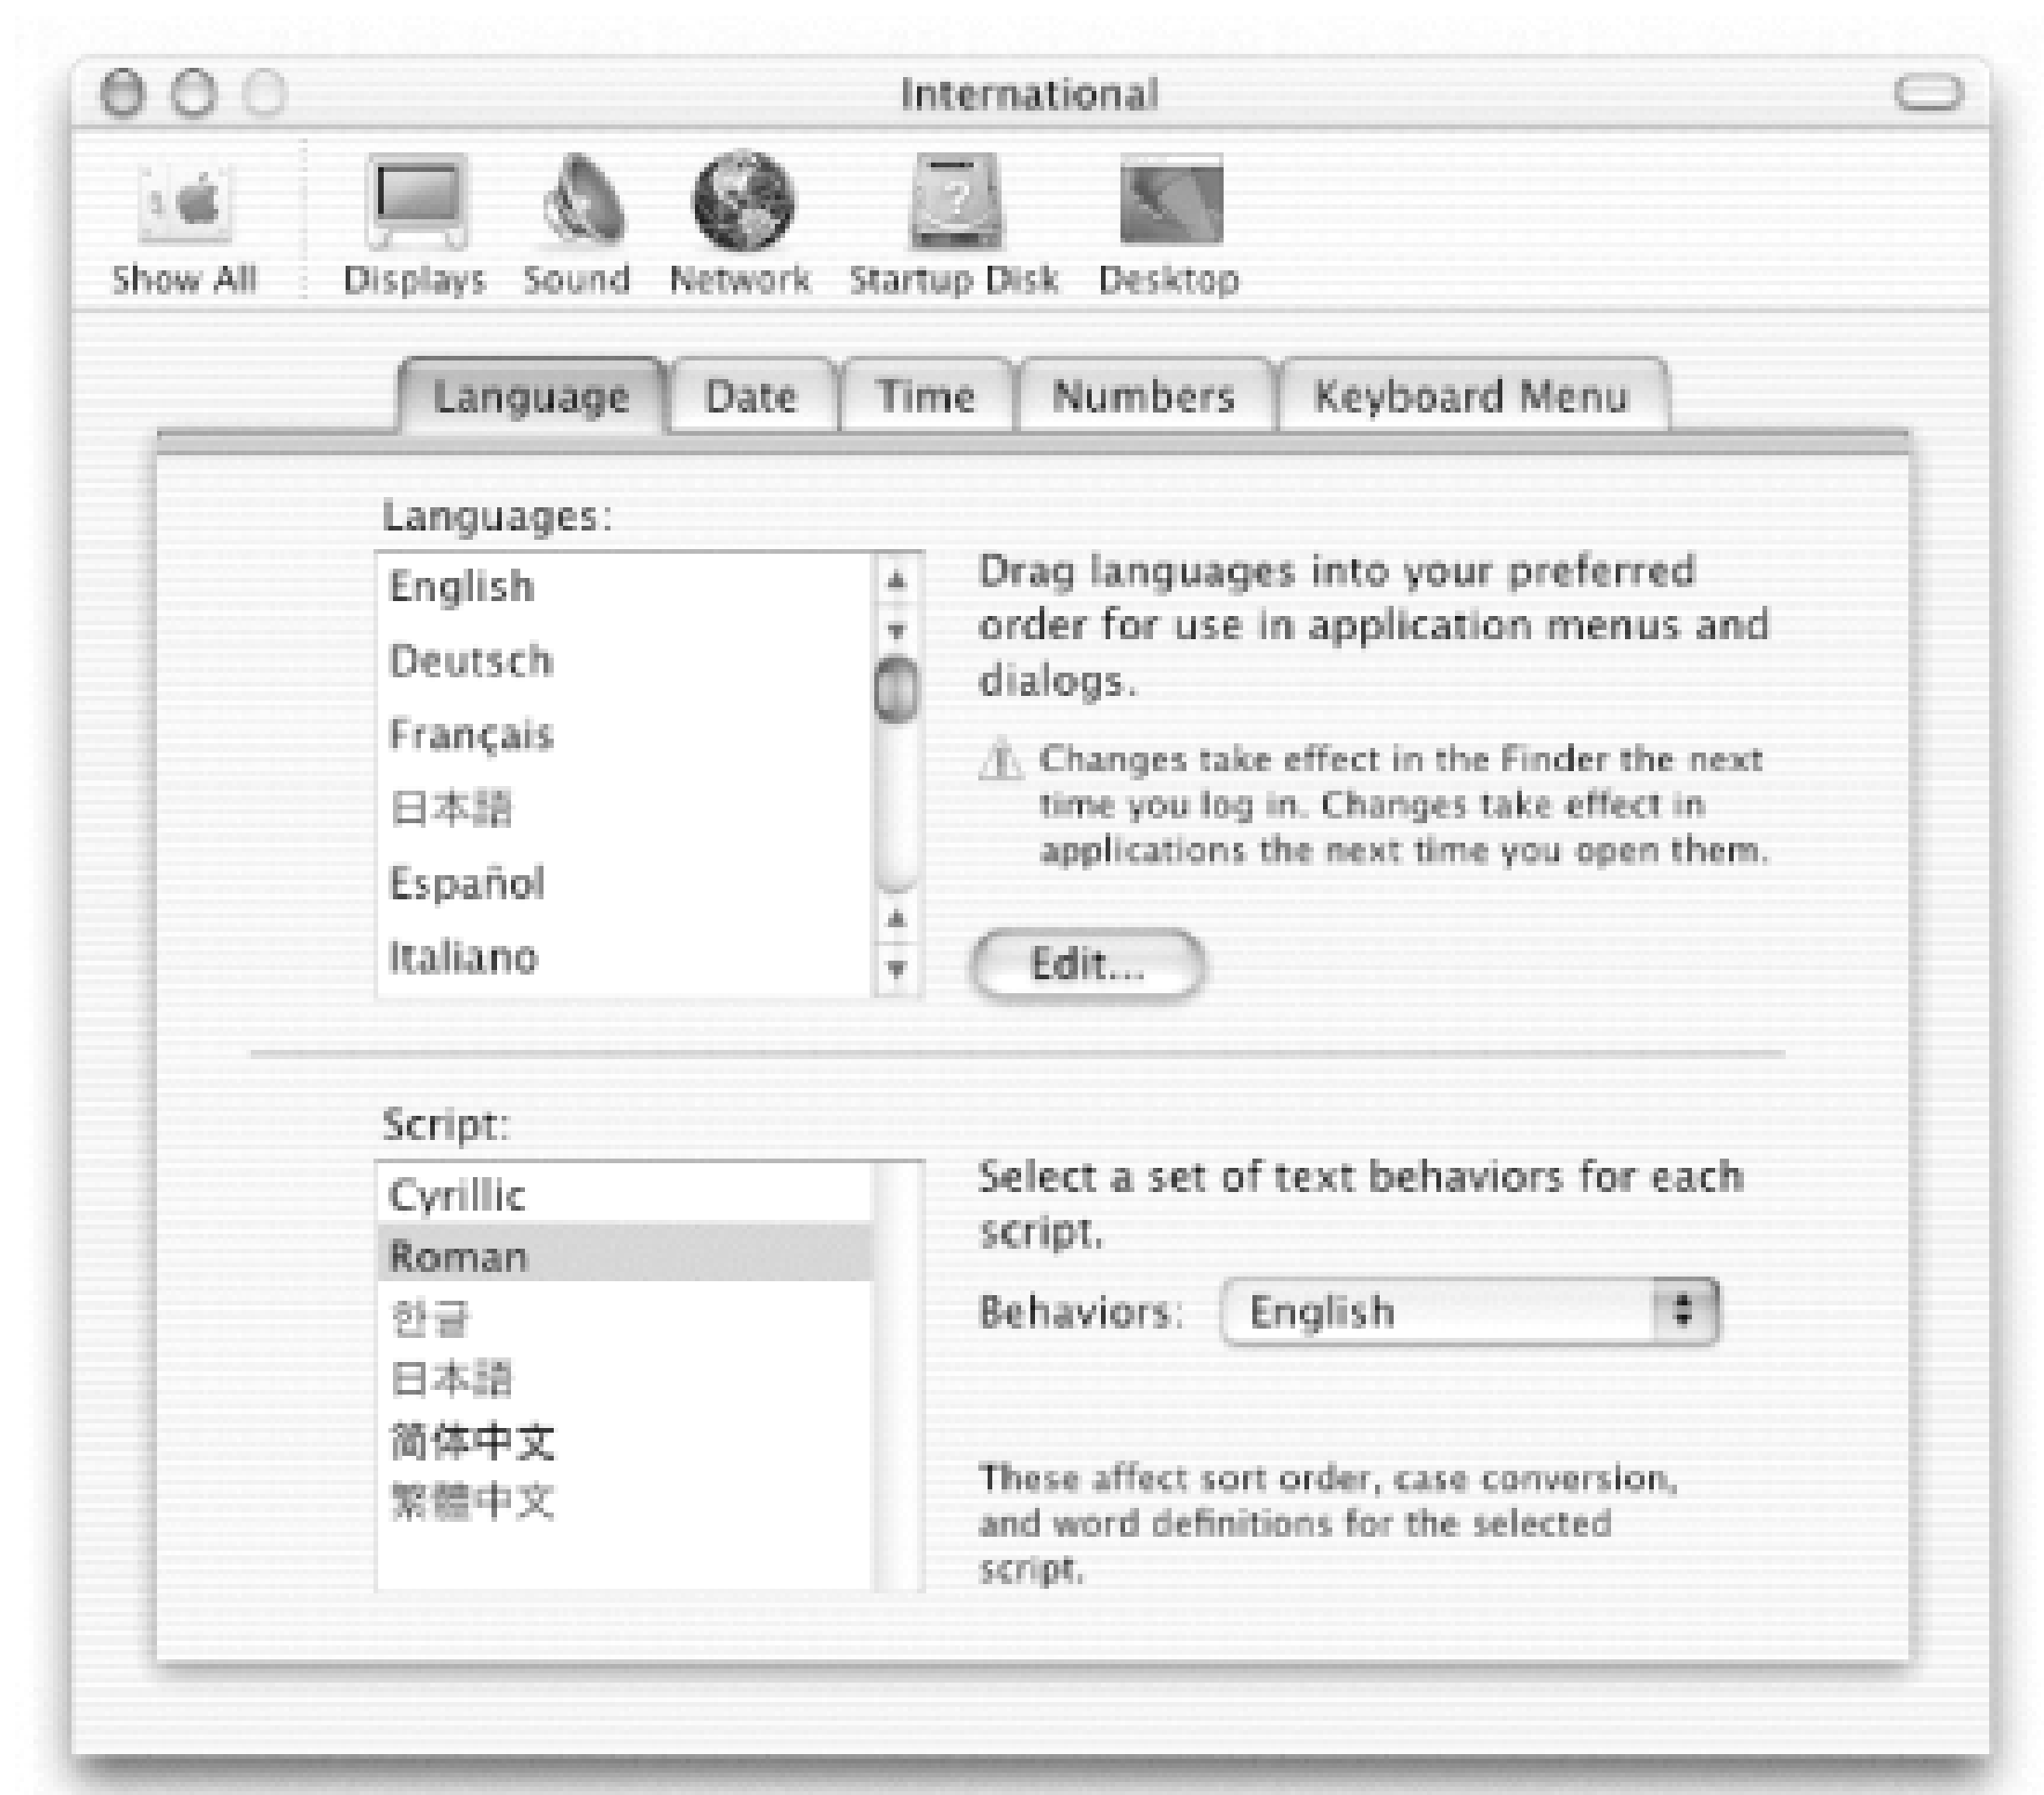 International
Show All Displays Sound Network Startup Disk Desktop
Language Date Time Numbers Keyboard Menu
Languages:
English
Deutsch
Français
日本語
Español
Italiano
Drag languages into your preferred
order for use in application menus and
dialogs.
Changes take effect in the Finder the next
time you log in. Changes take effect in
applications the next time you open them.
Edit...
Script:
Cyrillic
Roman
한글
日本語
简体中文
繁體中文
Select a set of text behaviors for each
script.
Behaviors: English
These affect sort order, case conversion,
and word definitions for the selected
script.